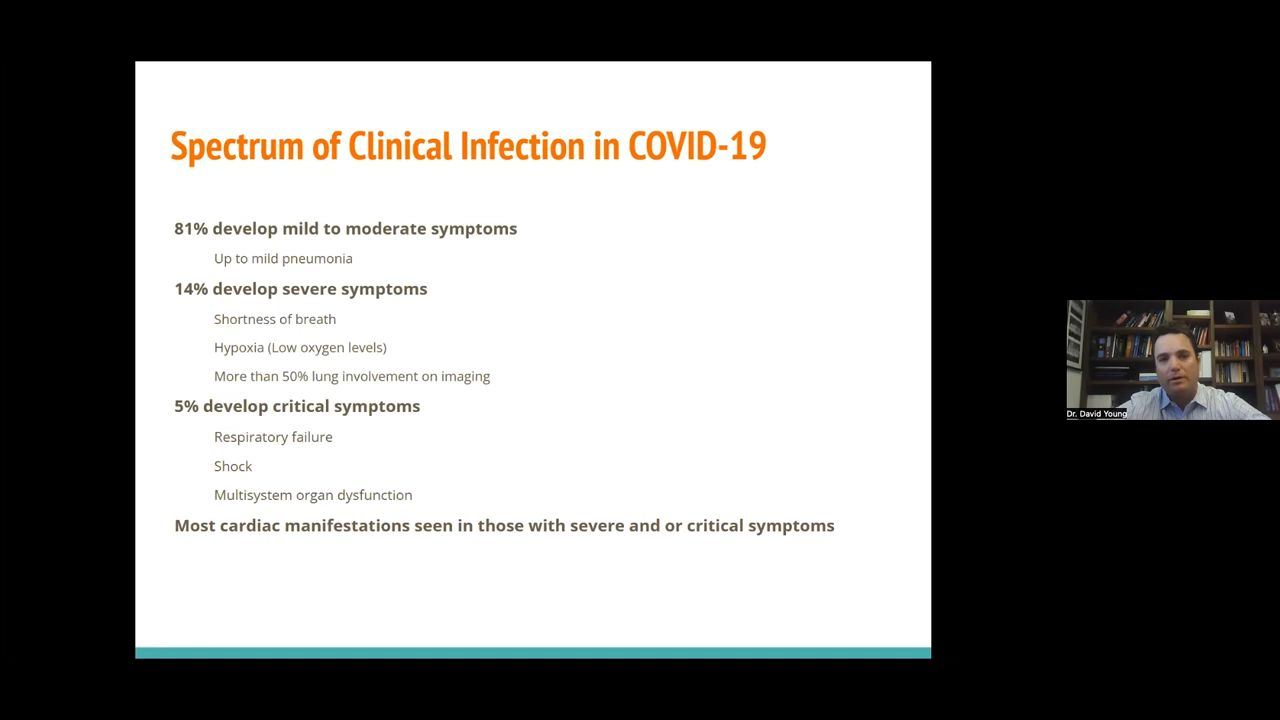 Spectrum of Clinical Infection in COVID-19
81% develop mild to moderate symptoms
Up to mild pneumonia
14% develop severe symptoms
Shortness of breath
Hypoxia (Low oxygen levels)
More than 50% lung involvement on imaging
5% develop critical symptoms
Respiratory failure
Shock
Multisystem organ dysfunction
Most cardiac manifestations seen in those with severe and or critical symptoms
Dr. David Young